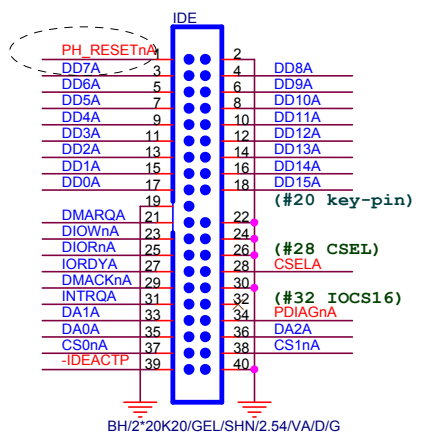 IDE
PH_RESETnA 1 2
DD7A 3 4 DD8A
DD6A 5 6 DD9A
DD5A 7 8 DD10A
DD4A 9 10 DD11A
DD3A 11 12 DD12A
DD2A 13 14 DD13A
DD1A 15 16 DD14A
DD0A 17 18 DD15A
19 (#20 key-pin)
DMARQA 21 22
DIOWnA 23 24
DIORnA 25 26 (#28 CSEL)
IORDYA 27 28 CSELA
DMACKnA 29 30
INTRQA 31 32 (#32 IOCS16)
DA1A 33 34 PDIAGnA
DA0A 35 36 DA2A
CS0nA 37 38 CS1nA
-IDEACTP 39 40
BH/2*20K20/GEL/SHN/2.54/VA/D/G